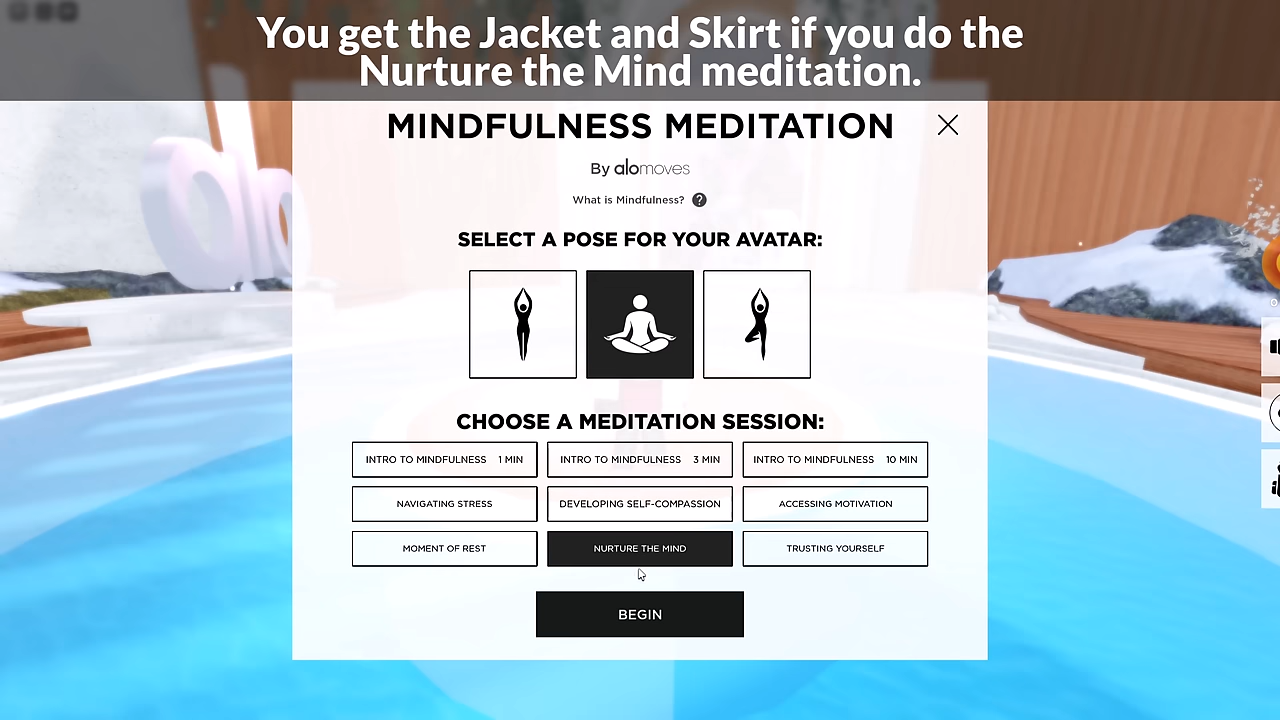 You get the Jacket and Skirt if you do the
Nurture the Mind meditation.
MINDFULNESS MEDITATION
By alomoves
What is Mindfulness? ?
SELECT A POSE FOR YOUR AVATAR:
CHOOSE A MEDITATION SESSION:
INTRO TO MINDFULNESS 1 MIN
INTRO TO MINDFULNESS 3 MIN
INTRO TO MINDFULNESS 10 MIN
NAVIGATING STRESS
DEVELOPING SELF-COMPASSION
ACCESSING MOTIVATION
MOMENT OF REST
NURTURE THE MIND
TRUSTING YOURSELF
BEGIN
alo